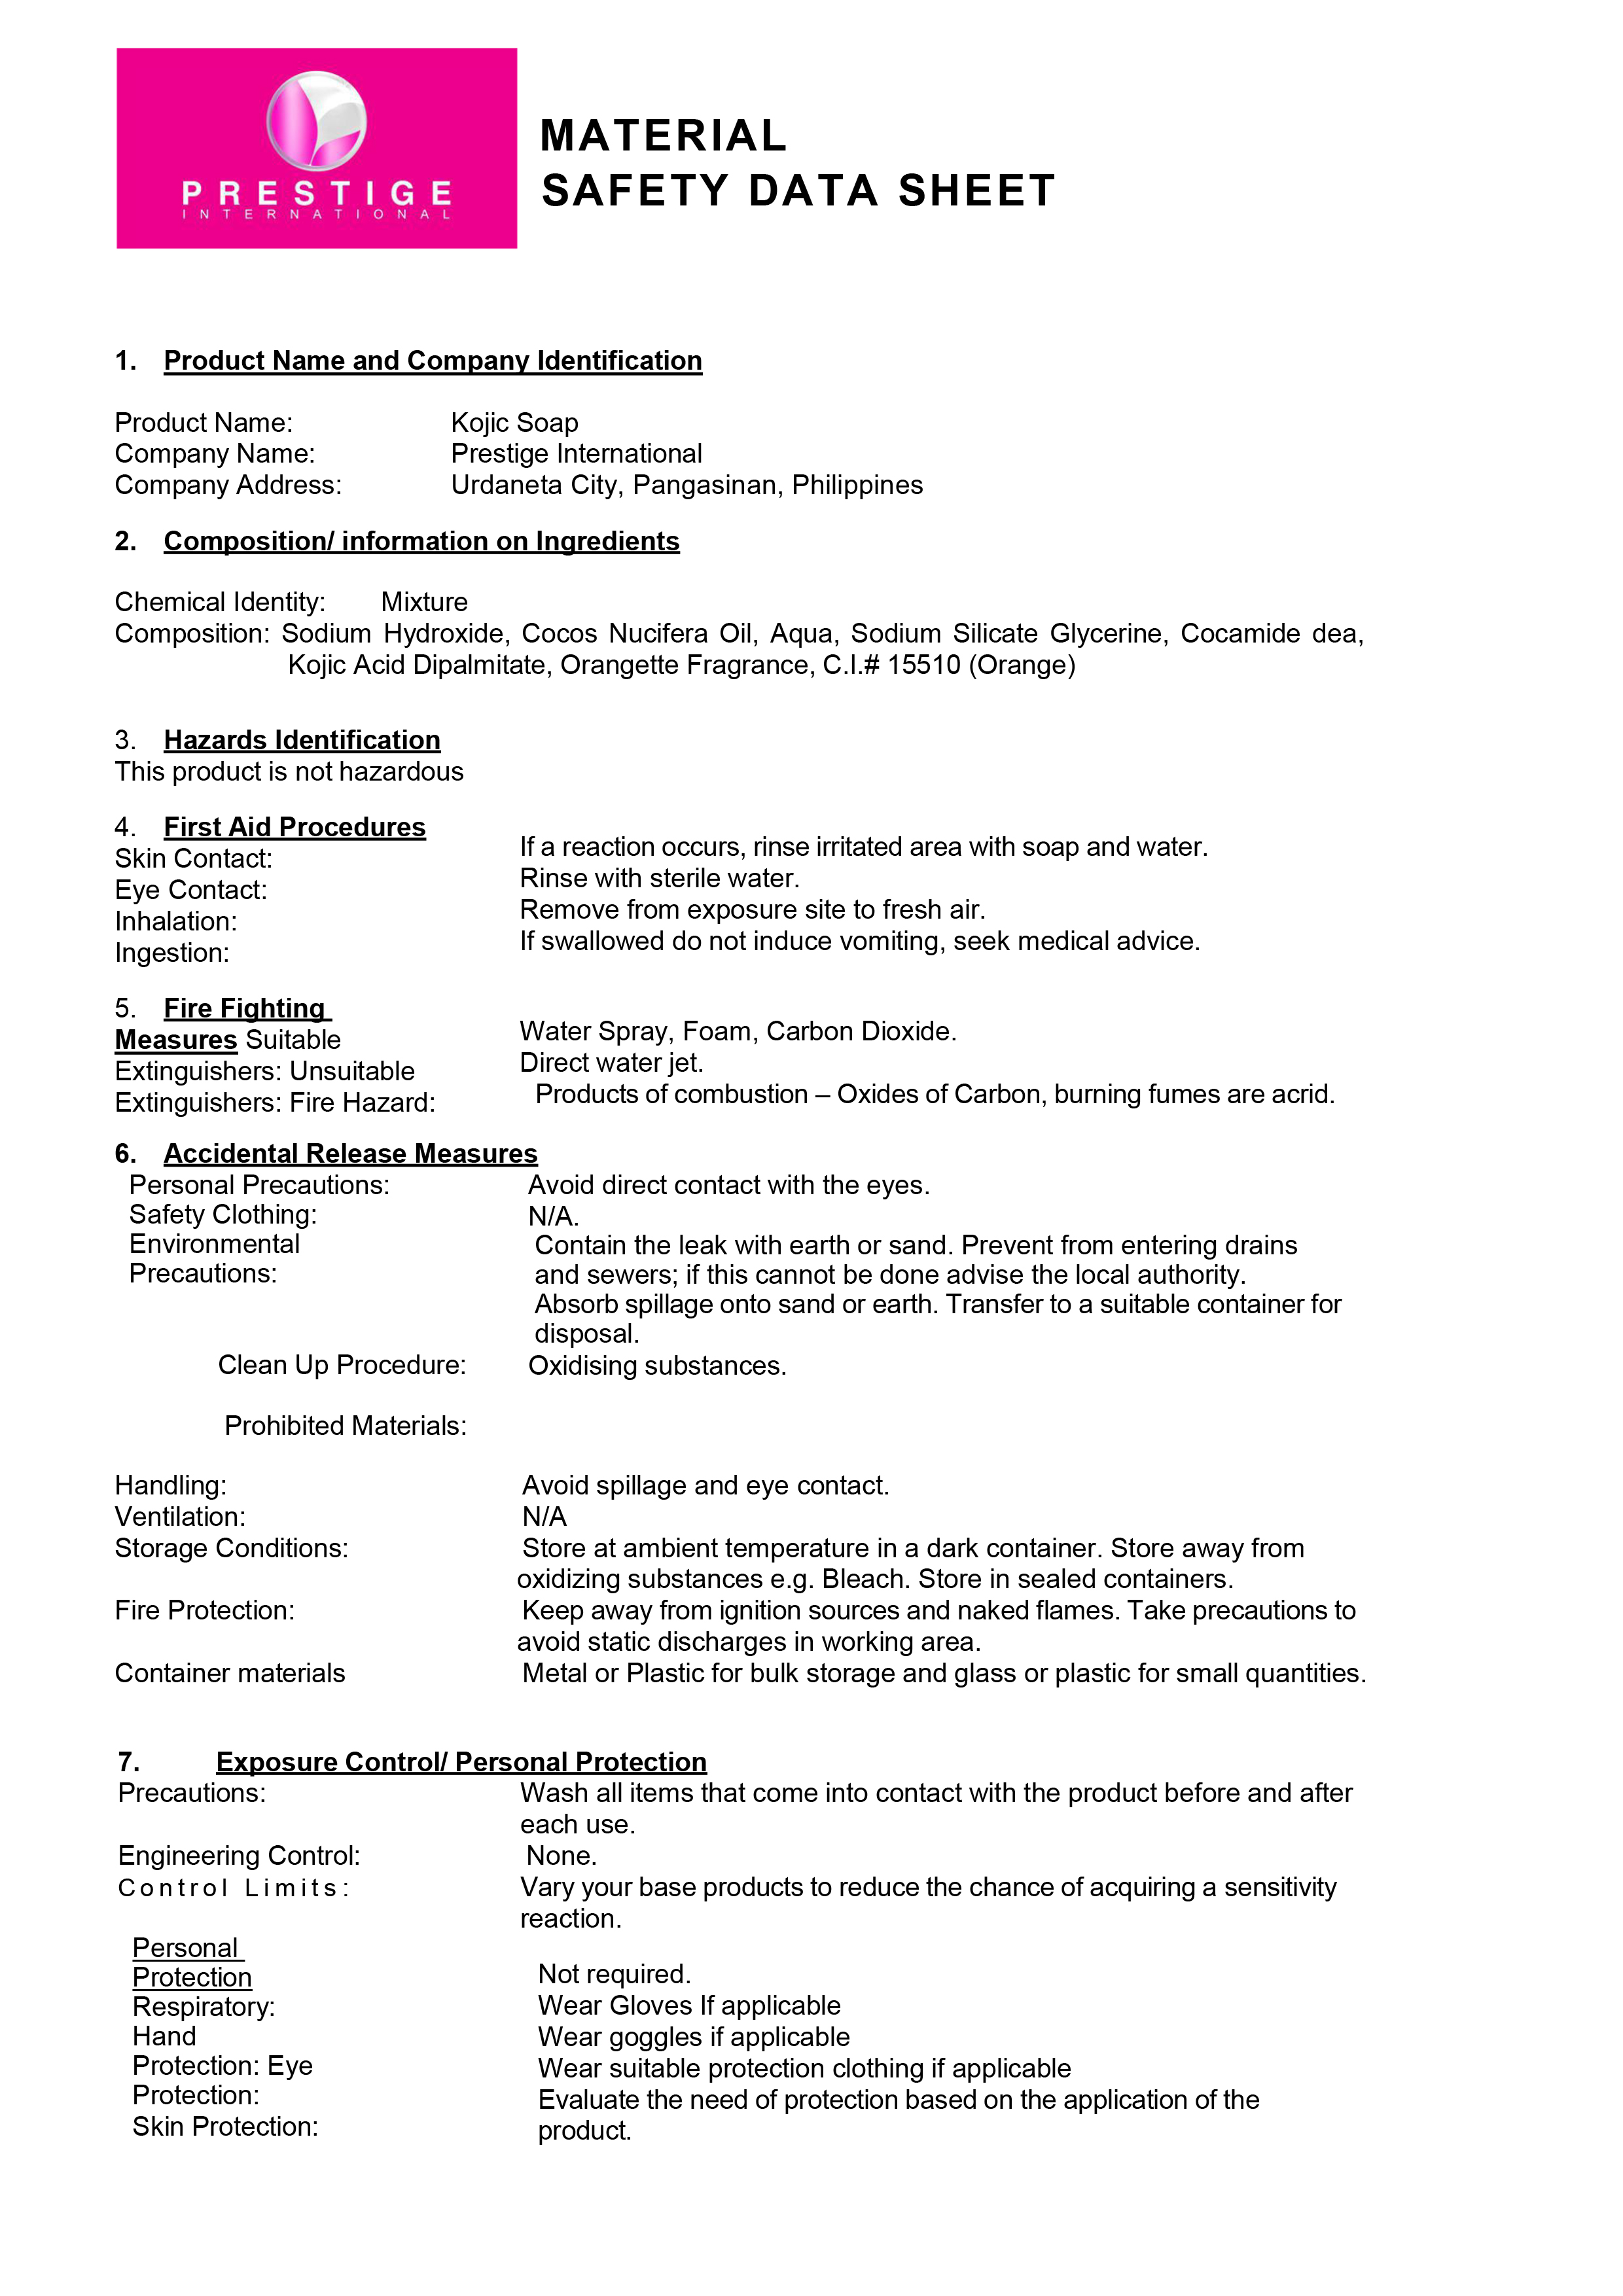 PRESTIGE
INTERNATIONAL
MATERIAL
SAFETY DATA SHEET
1. Product Name and Company Identification
Product Name: Kojic Soap
Company Name: Prestige International
Company Address: Urdaneta City, Pangasinan, Philippines
2. Composition/ information on Ingredients
Chemical Identity: Mixture
Composition: Sodium Hydroxide, Cocos Nucifera Oil, Aqua, Sodium Silicate Glycerine, Cocamide dea,
Kojic Acid Dipalmitate, Orangette Fragrance, C.I.# 15510 (Orange)
3. Hazards Identification
This product is not hazardous
4. First Aid Procedures
Skin Contact: If a reaction occurs, rinse irritated area with soap and water.
Eye Contact: Rinse with sterile water.
Inhalation: Remove from exposure site to fresh air.
Ingestion: If swallowed do not induce vomiting, seek medical advice.
5. Fire Fighting
Measures Suitable Water Spray, Foam, Carbon Dioxide.
Extinguishers: Unsuitable Direct water jet.
Extinguishers: Fire Hazard: Products of combustion – Oxides of Carbon, burning fumes are acrid.
6. Accidental Release Measures
Personal Precautions: Avoid direct contact with the eyes.
Safety Clothing: N/A.
Environmental Contain the leak with earth or sand. Prevent from entering drains
Precautions: and sewers; if this cannot be done advise the local authority.
Absorb spillage onto sand or earth. Transfer to a suitable container for
disposal.
Clean Up Procedure: Oxidising substances.
Prohibited Materials:
Handling: Avoid spillage and eye contact.
Ventilation: N/A
Storage Conditions: Store at ambient temperature in a dark container. Store away from
oxidizing substances e.g. Bleach. Store in sealed containers.
Fire Protection: Keep away from ignition sources and naked flames. Take precautions to
avoid static discharges in working area.
Container materials Metal or Plastic for bulk storage and glass or plastic for small quantities.
7. Exposure Control/ Personal Protection
Precautions: Wash all items that come into contact with the product before and after
each use.
Engineering Control: None.
Control Limits: Vary your base products to reduce the chance of acquiring a sensitivity
reaction.
Personal
Protection Not required.
Respiratory: Wear Gloves If applicable
Hand Wear goggles if applicable
Protection: Eye Wear suitable protection clothing if applicable
Protection: Evaluate the need of protection based on the application of the
Skin Protection: product.